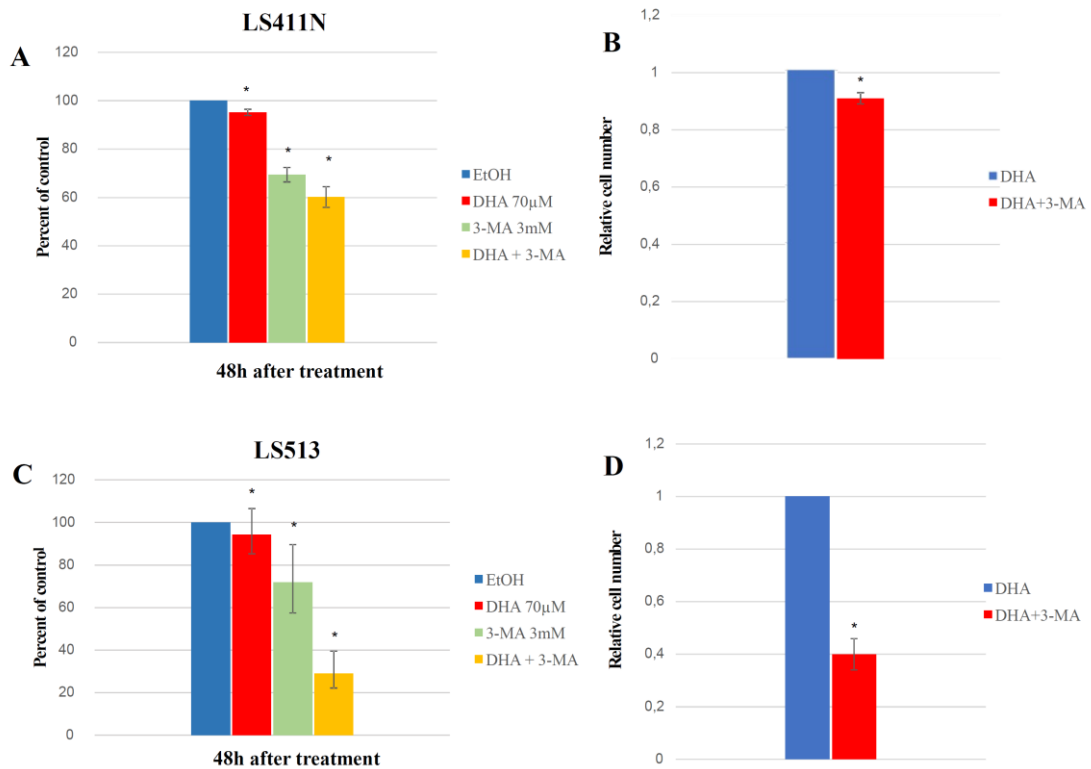 LS411N
A
120
100
80
60
40
20
0
Percent of control
*
*
*
48h after treatment
EtOH
DHA 70µM
3-MA 3mM
DHA + 3-MA
B
1,2
1
0,8
0,6
0,4
0,2
0
Relative cell number
*
DHA
DHA+3-MA
LS513
C
120
100
80
60
40
20
0
Percent of control
*
*
*
48h after treatment
EtOH
DHA 70µM
3-MA 3mM
DHA + 3-MA
D
1,2
1
0,8
0,6
0,4
0,2
0
Relative cell number
*
DHA
DHA+3-MA